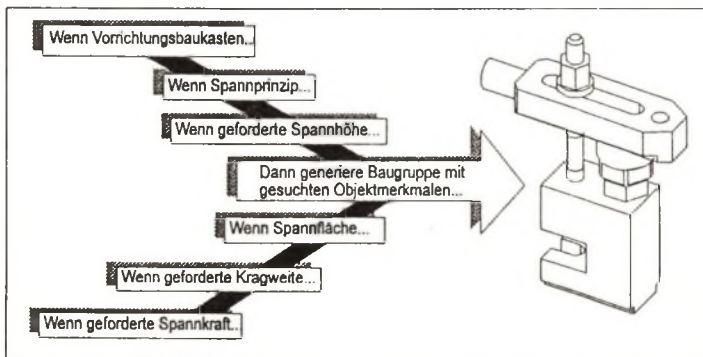 Wenn Vorrichtungsbaukasten...
Wenn Spannprinzip...
Wenn geforderte Spannhöhe...
Dann generiere Baugruppe mit
gesuchten Objektmerkmalen...
Wenn Spannfläche...
Wenn geforderte Kragweite...
Wenn geforderte Spannkraft...